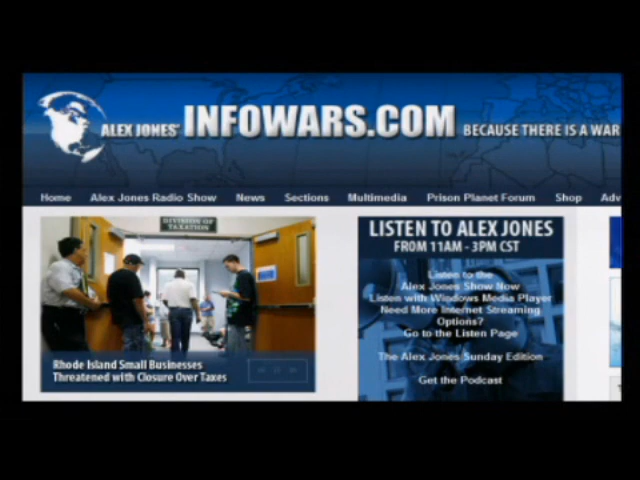 ALEX JONES' INFOWARS.COM BECAUSE THERE IS A WAR
Home Alex Jones Radio Show News Sections Multimedia Prison Planet Forum Shop Adv
DIVISION OF
TAXATION
Rhode Island Small Businesses
Threatened with Closure Over Taxes
LISTEN TO ALEX JONES
FROM 11AM - 3PM CST
Listen to the
Alex Jones Show Now
Listen with Windows Media Player
Need More Internet Streaming
Options?
Go to the Listen Page
The Alex Jones Sunday Edition
Get the Podcast